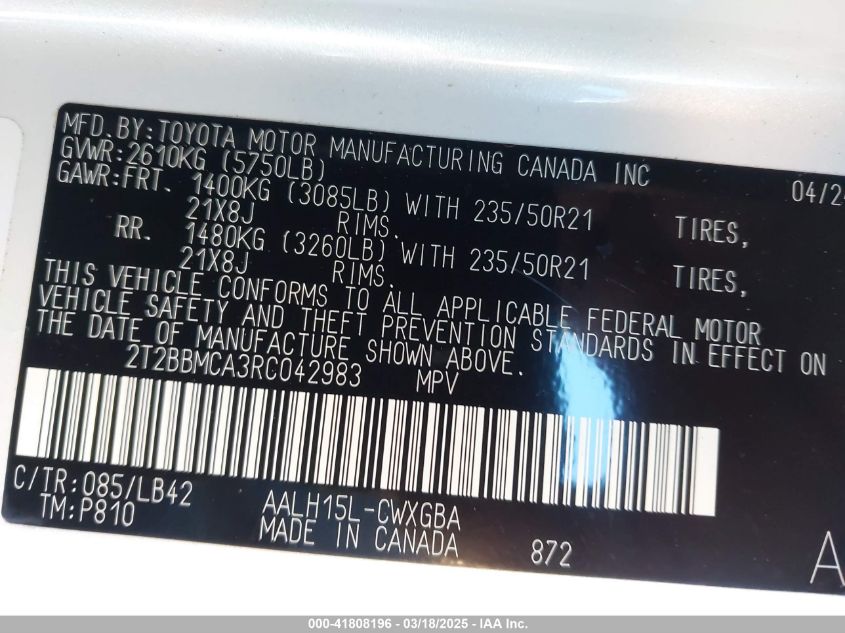 MFD.BY:TOYOTA MOTOR MANUFACTURING CANADA INC
GVWR:2610KG (5750LB) 04/2
GAWR:FRT. 1400KG (3085LB) WITH 235/50R21 TIRES,
21X8J RIMS.
RR. 1480KG (3260LB) WITH 235/50R21 TIRES,
21X8J RIMS.
THIS VEHICLE CONFORMS TO ALL APPLICABLE FEDERAL MOTOR
VEHICLE SAFETY AND THEFT PREVENTION STANDARDS IN EFFECT ON
THE DATE OF MANUFACTURE SHOWN ABOVE.
2T2BBMCA3RC042983 MPV
C/TR:085/LB42 AALH15L-CWXGBA
TM:P810 MADE IN CANADA 872
A
000-41808196 — 03/18/2025 — IAA Inc.